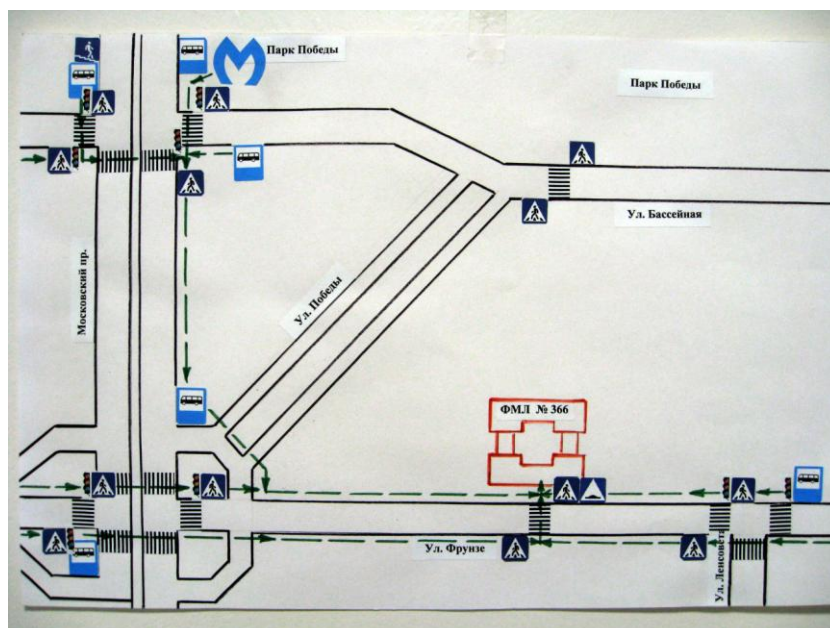 Парк Победы
Парк Победы
Ул. Бассейная
Московский пр.
Ул. Победы
ФМЛ № 366
Ул. Фрунзе
Ул. Ленсовета